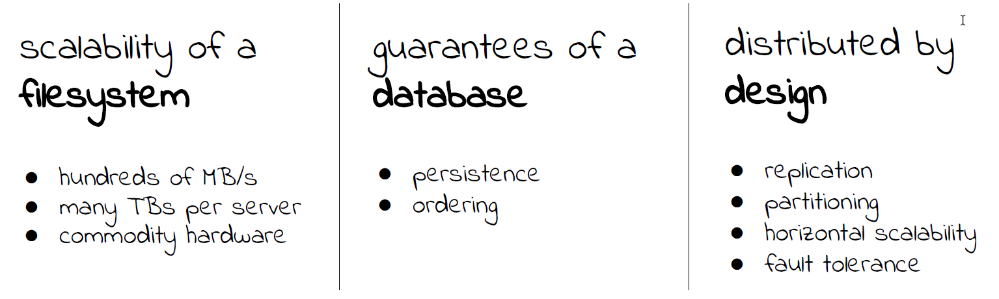 scalability of a
filesystem
● hundreds of MB/s
● many TBs per server
● commodity hardware
guarantees of a
database
● persistence
● ordering
distributed by
design
● replication
● partitioning
● horizontal scalability
● fault tolerance